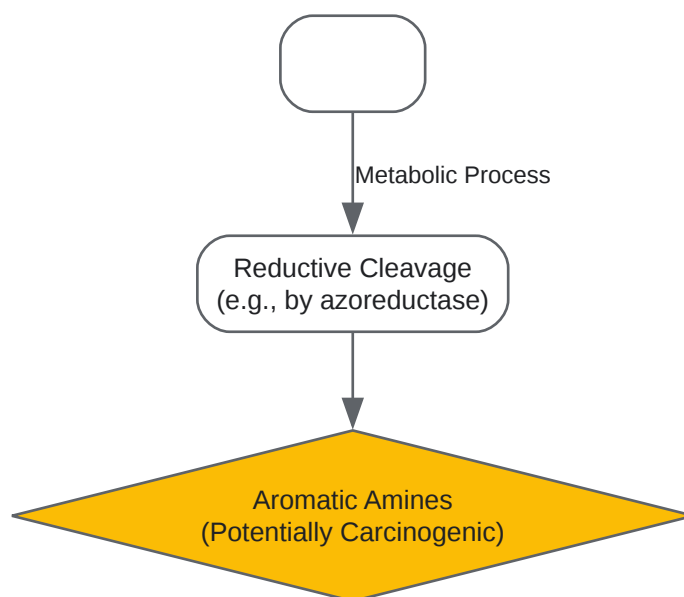 Metabolic Process
Reductive Cleavage
(e.g., by azoreductase)
Aromatic Amines
(Potentially Carcinogenic)